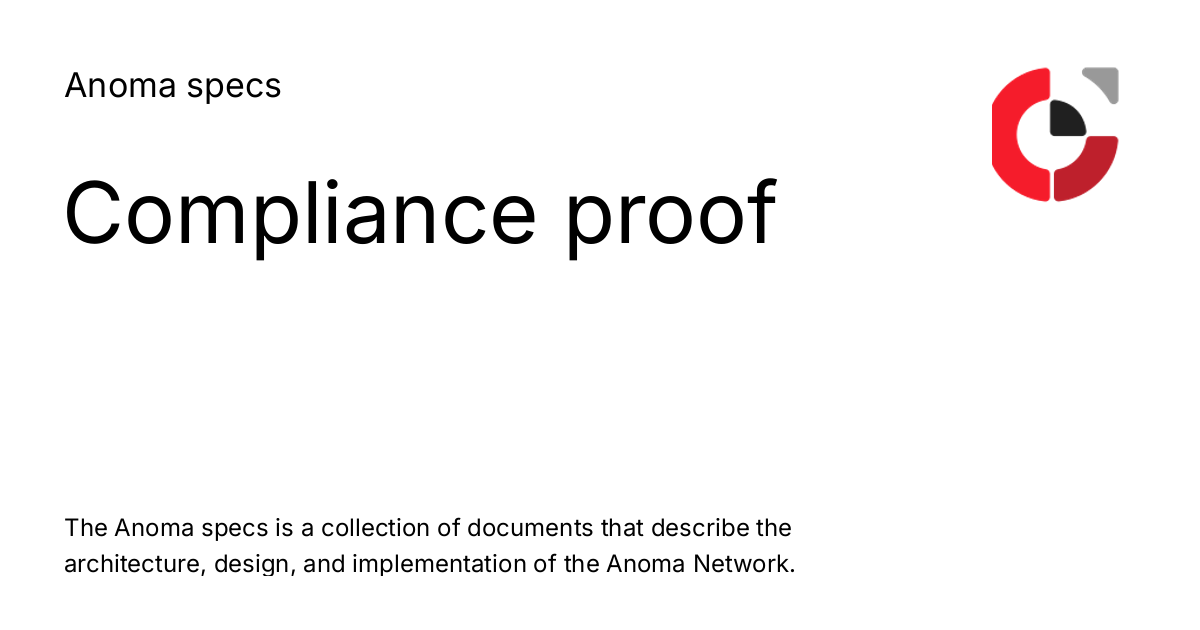 Anoma specs
Compliance proof
The Anoma specs is a collection of documents that describe the
architecture, design, and implementation of the Anoma Network.